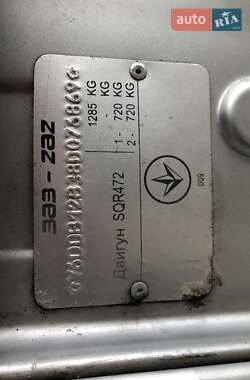 AUTO.RIA
ЗАЗ - ZAZ
1285 KG
1 - 720 KG
2 - 720 KG
Двигун SQR472
009